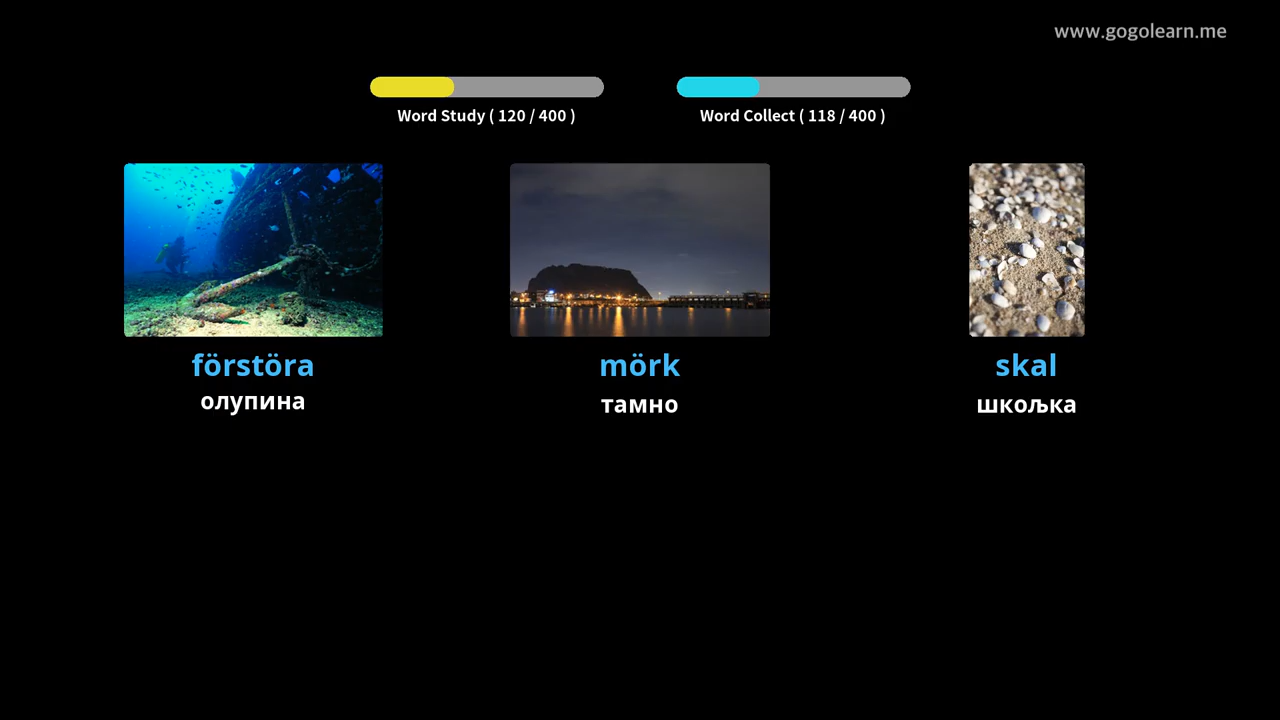 www.gogolearn.me
Word Study ( 120 / 400 )
Word Collect ( 118 / 400 )
förstöra
mörk
skal
олупина
тамно
шкољка